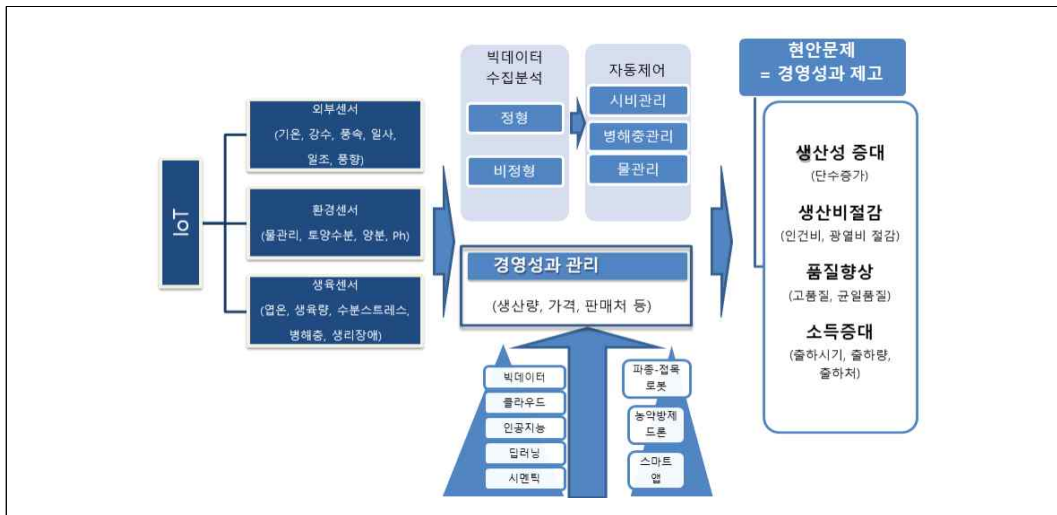 IoT
외부센서
(기온, 강수, 풍속, 일사,
일조, 풍향)
환경센서
(물관리, 토양수분, 양분, Ph)
생육센서
(엽온, 생육량, 수분스트레스,
병해충, 생리장애)
빅데이터
수집분석
정형
비정형
자동제어
시비관리
병해충관리
물관리
경영성과 관리
(생산량, 가격, 판매처 등)
빅데이터
클라우드
인공지능
딥러닝
시멘틱
파종-접목
로봇
농약방제
드론
스마트
앱
현안문제
= 경영성과 제고
생산성 증대
(단수증가)
생산비절감
(인건비, 광열비 절감)
품질향상
(고품질, 균일품질)
소득증대
(출하시기, 출하량,
출하처)